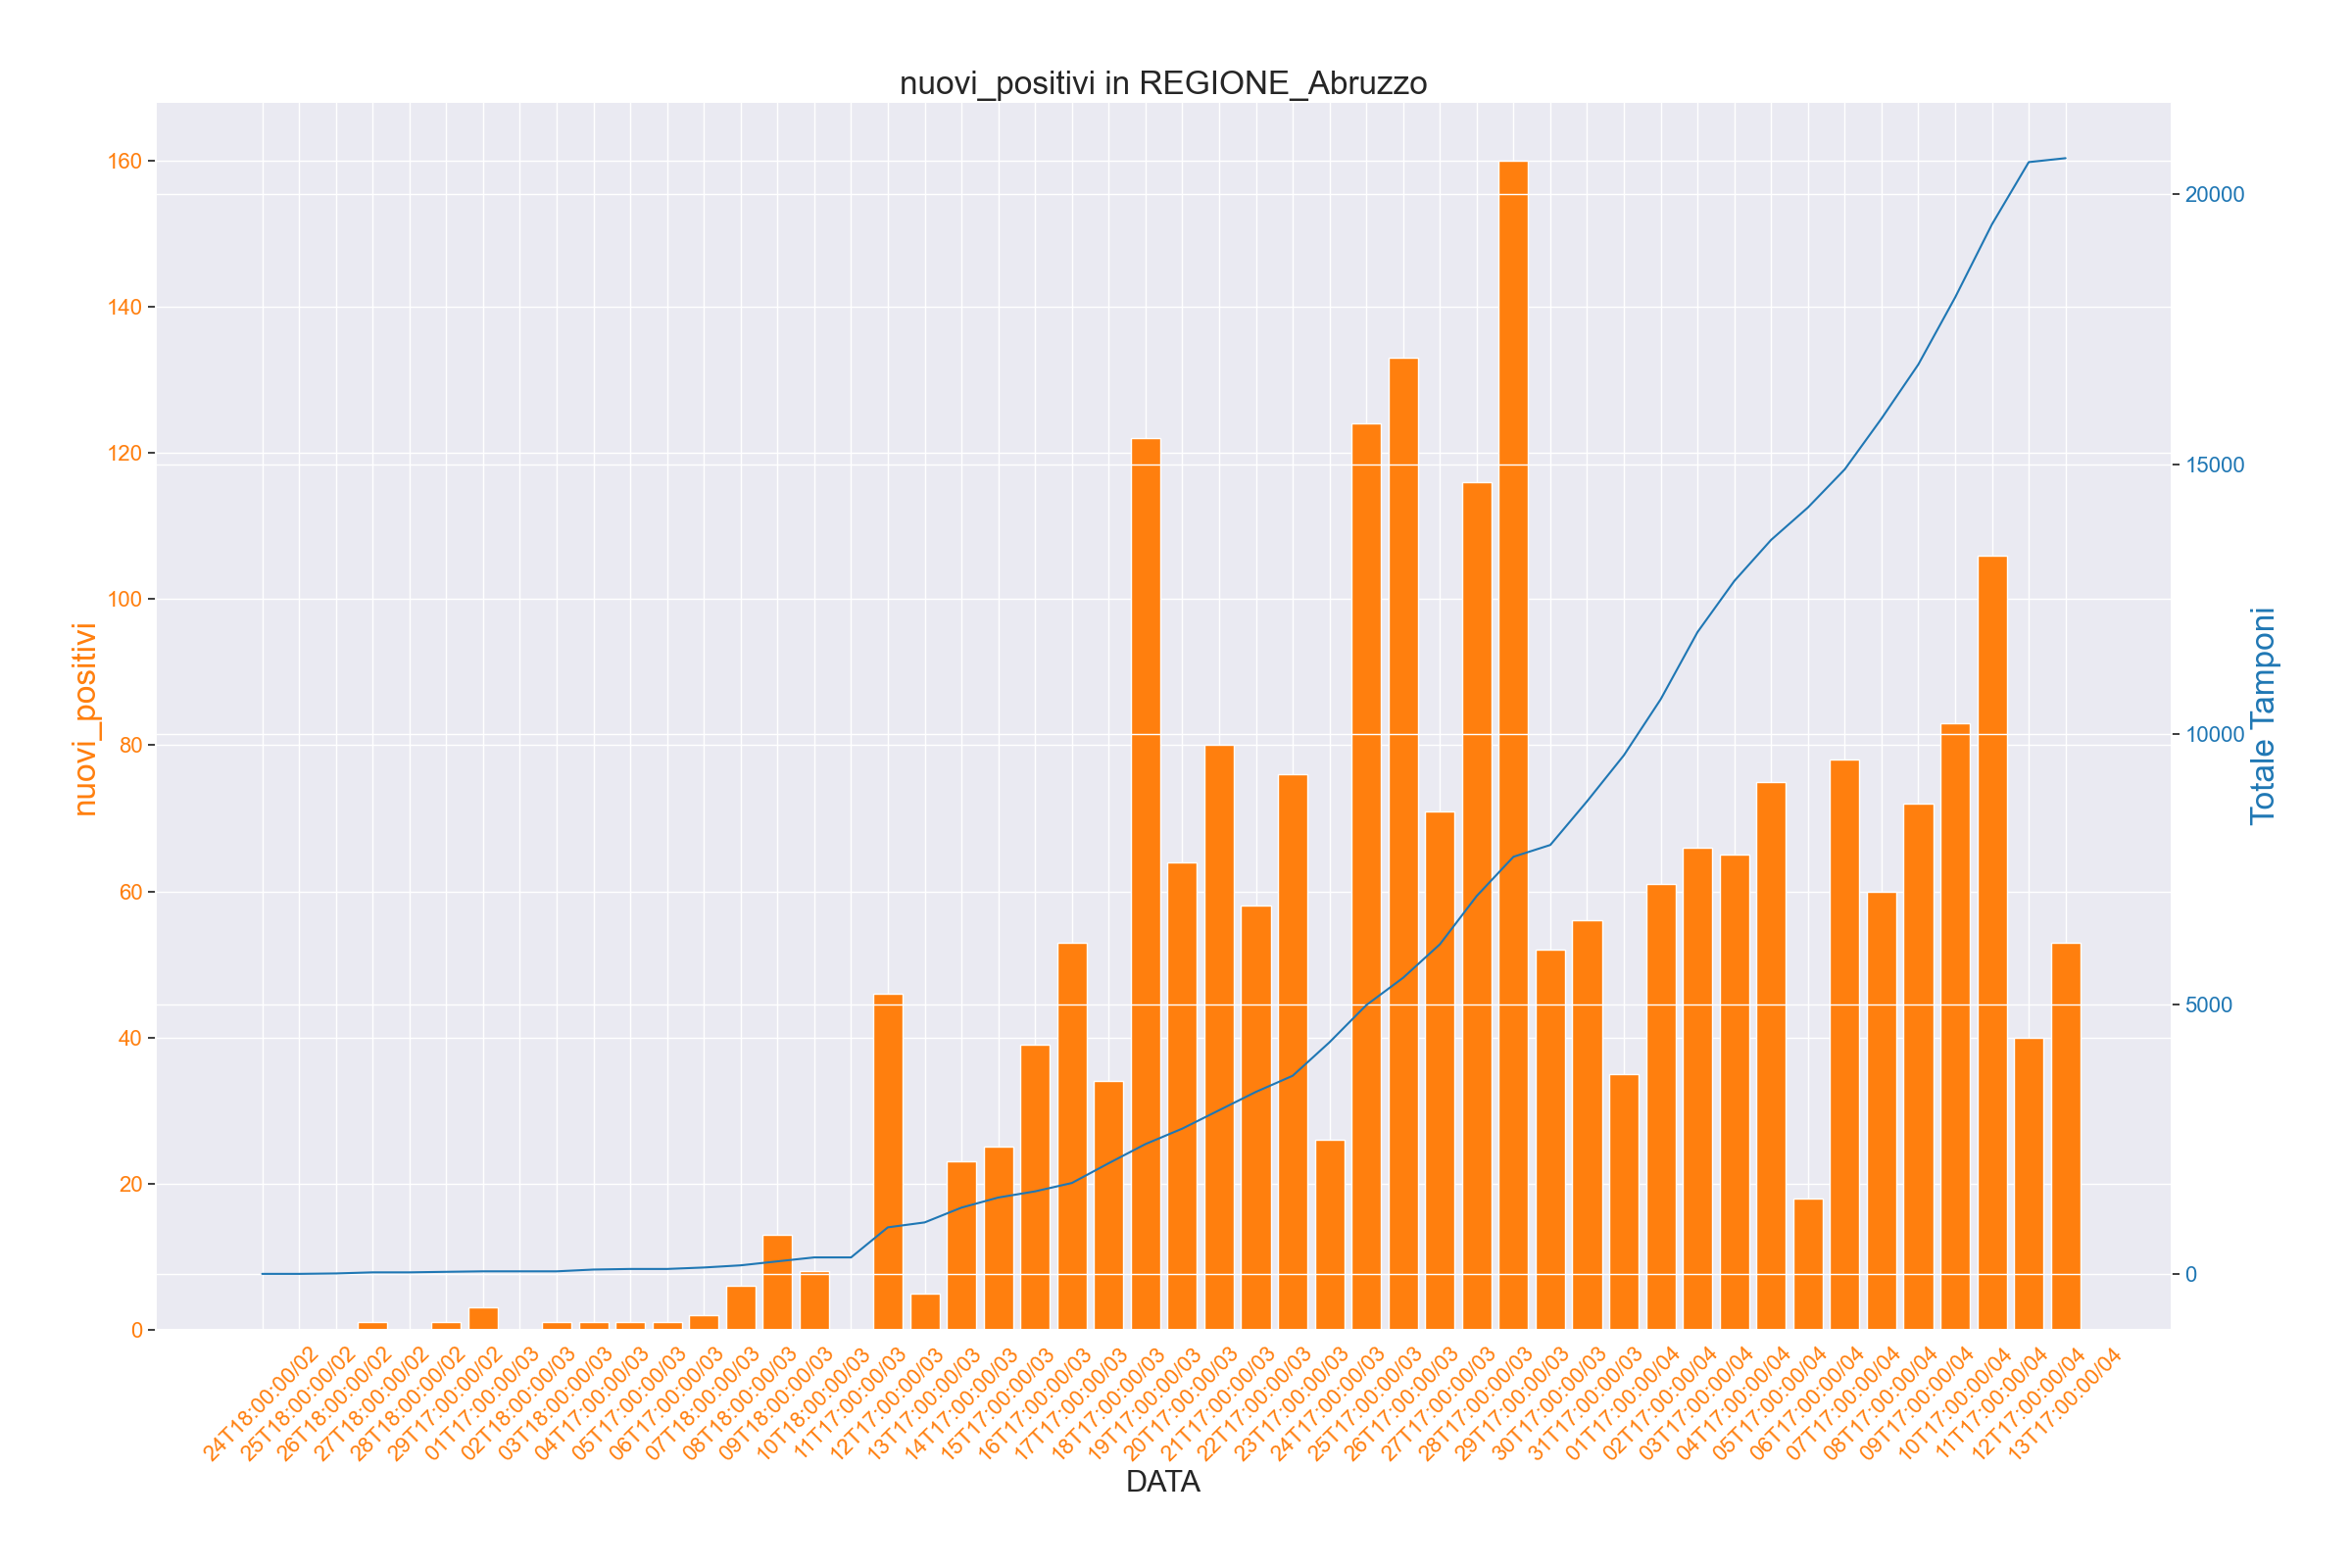 nuovi_positivi in REGIONE_Abruzzo
160
140
120
100
80
60
40
20
0
nuovi_positivi
20000
15000
10000
5000
0
Totale Tamponi
24T18:00:00/02
25T18:00:00/02
26T18:00:00/02
27T18:00:00/02
28T18:00:00/02
29T17:00:00/02
01T17:00:00/03
02T18:00:00/03
03T18:00:00/03
04T17:00:00/03
05T17:00:00/03
06T17:00:00/03
07T18:00:00/03
08T18:00:00/03
09T18:00:00/03
10T18:00:00/03
11T17:00:00/03
12T17:00:00/03
13T17:00:00/03
14T17:00:00/03
15T17:00:00/03
16T17:00:00/03
17T17:00:00/03
18T17:00:00/03
19T17:00:00/03
20T17:00:00/03
21T17:00:00/03
22T17:00:00/03
23T17:00:00/03
24T17:00:00/03
25T17:00:00/03
26T17:00:00/03
27T17:00:00/03
28T17:00:00/03
29T17:00:00/03
30T17:00:00/03
31T17:00:00/03
01T17:00:00/04
02T17:00:00/04
03T17:00:00/04
04T17:00:00/04
05T17:00:00/04
06T17:00:00/04
07T17:00:00/04
08T17:00:00/04
09T17:00:00/04
10T17:00:00/04
11T17:00:00/04
12T17:00:00/04
13T17:00:00/04
DATA